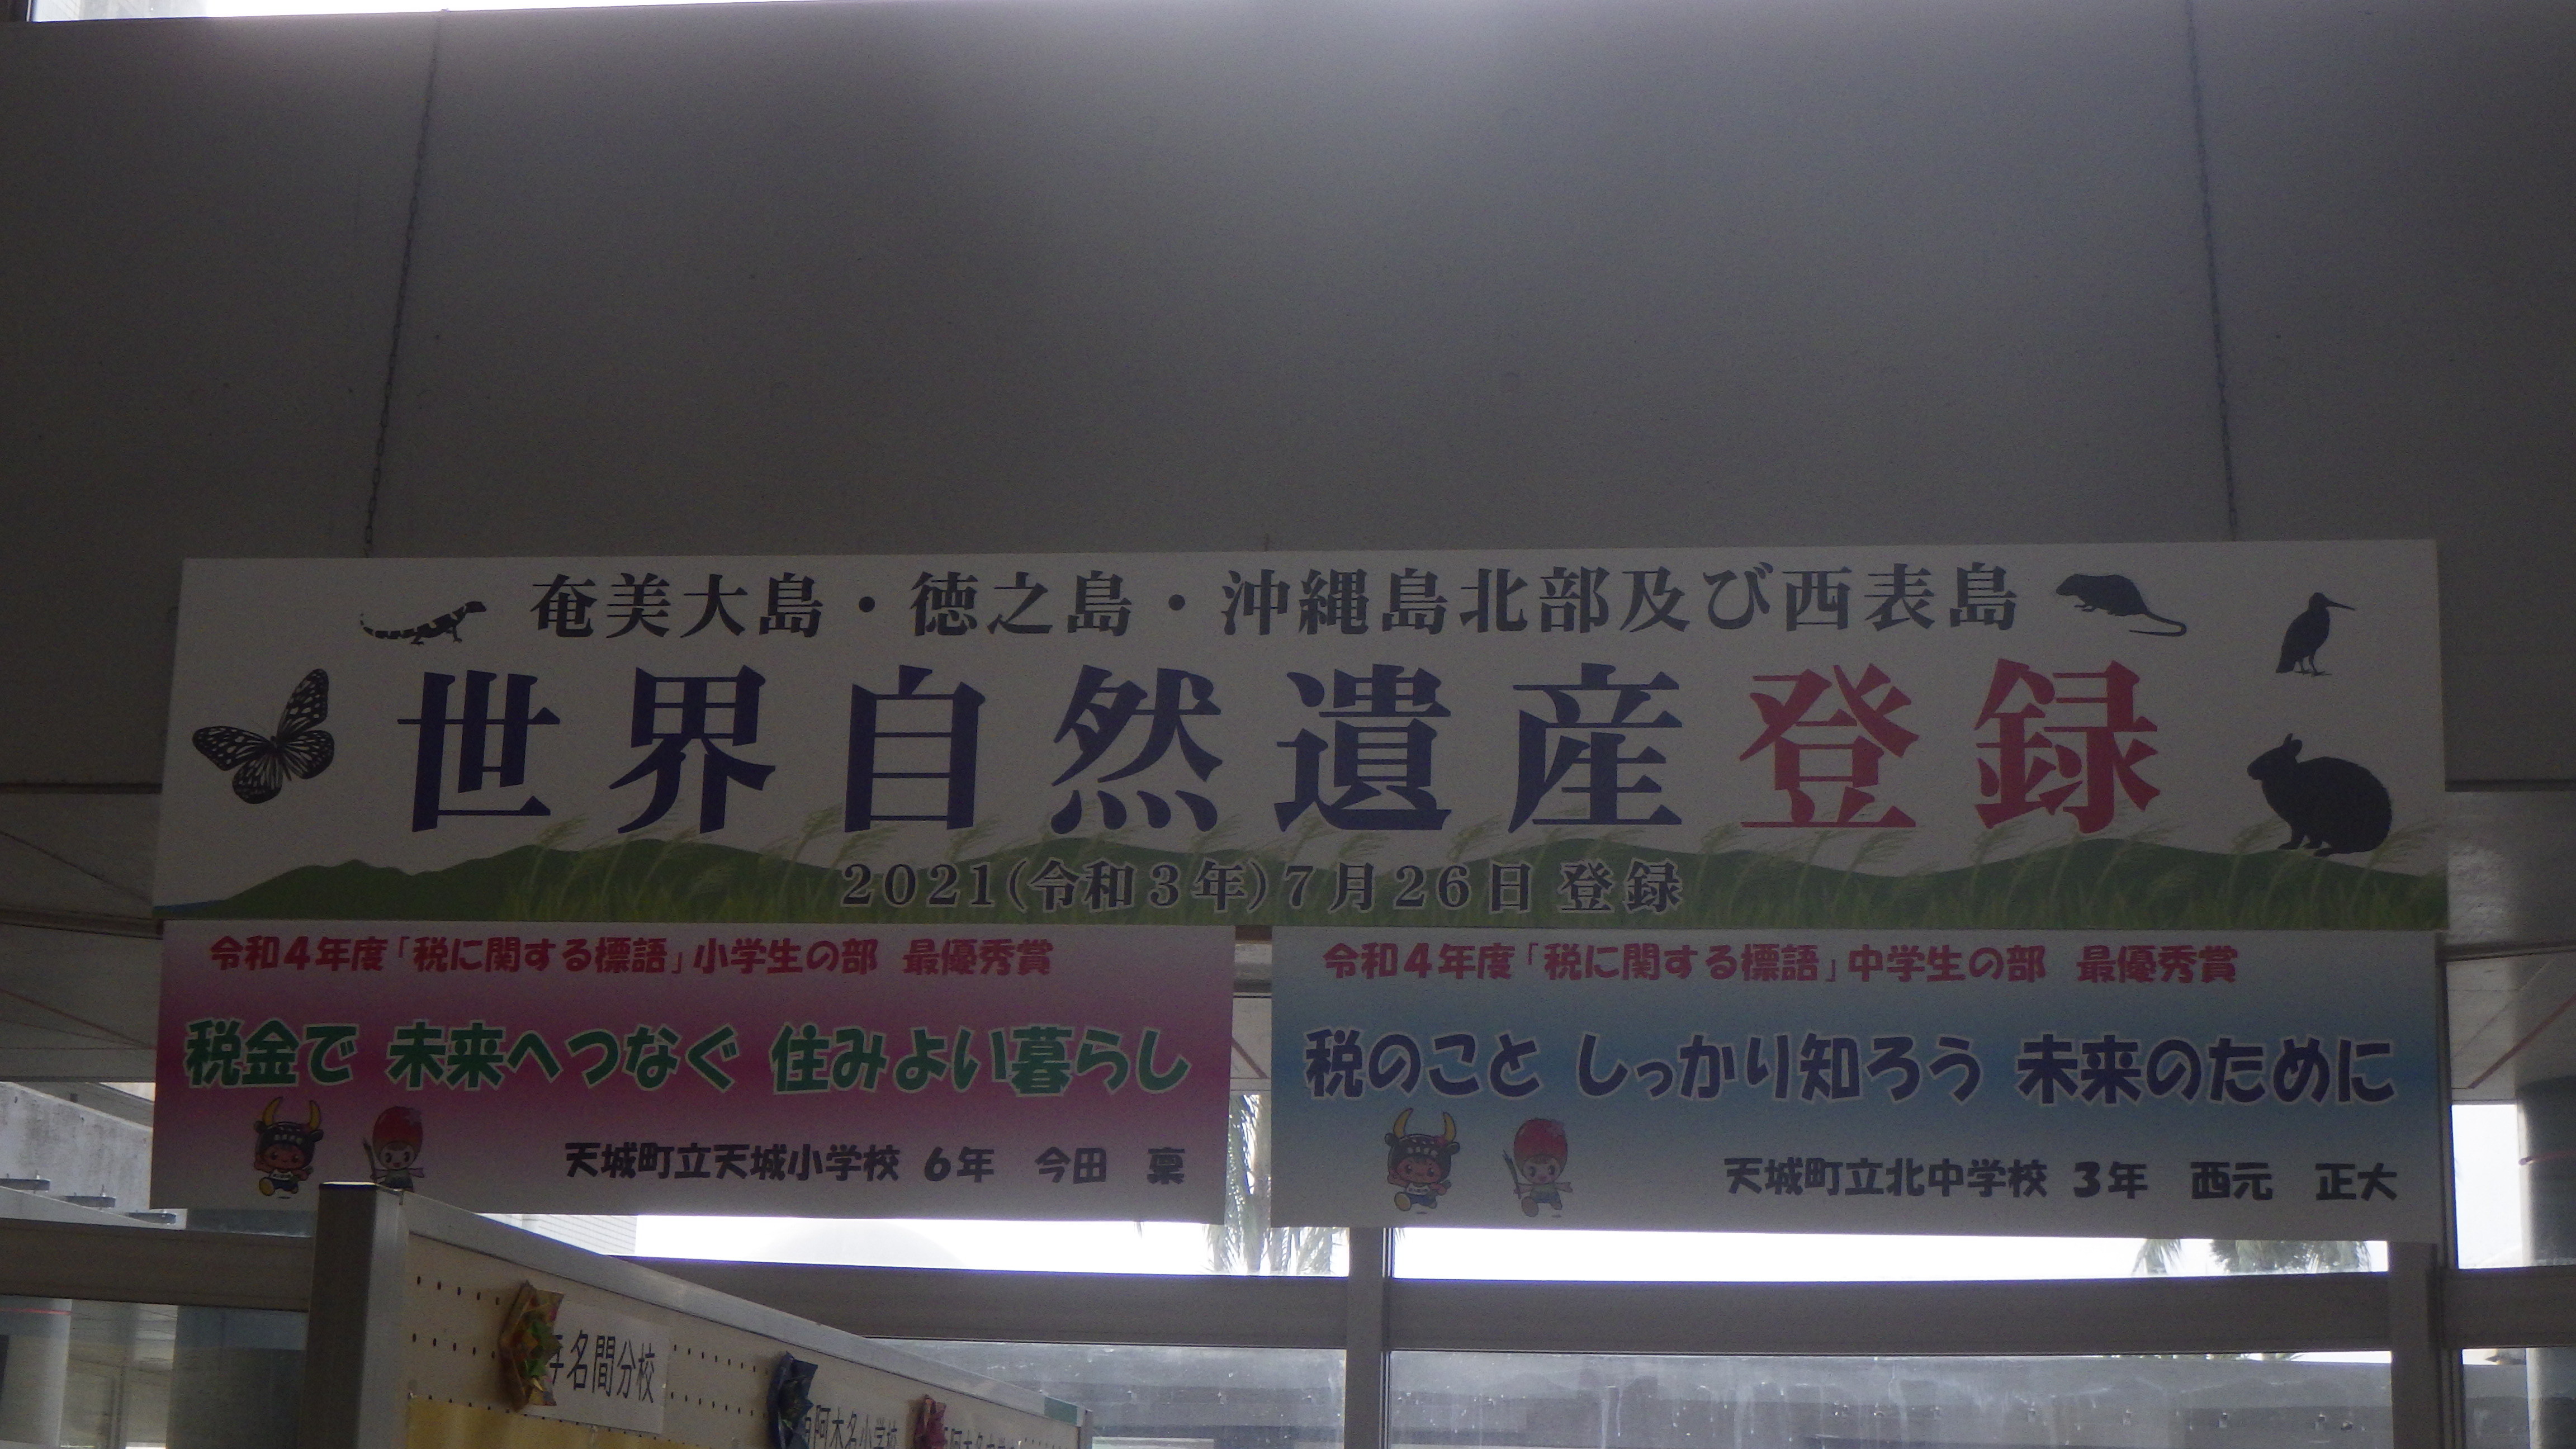 奄美大島・徳之島・沖縄島北部及び西表島
世界自然遺産登録
2021(令和3年)7月26日 登録
令和4年度「税に関する標語」小学生の部 最優秀賞
税金で 未来へつなぐ 住みよい暮らし
天城町立天城小学校 6年 今田 稟
令和4年度「税に関する標語」中学生の部 最優秀賞
税のこと しっかり知ろう 未来のために
天城町立北中学校 3年 西元 正大
名間分校
阿木名小学校